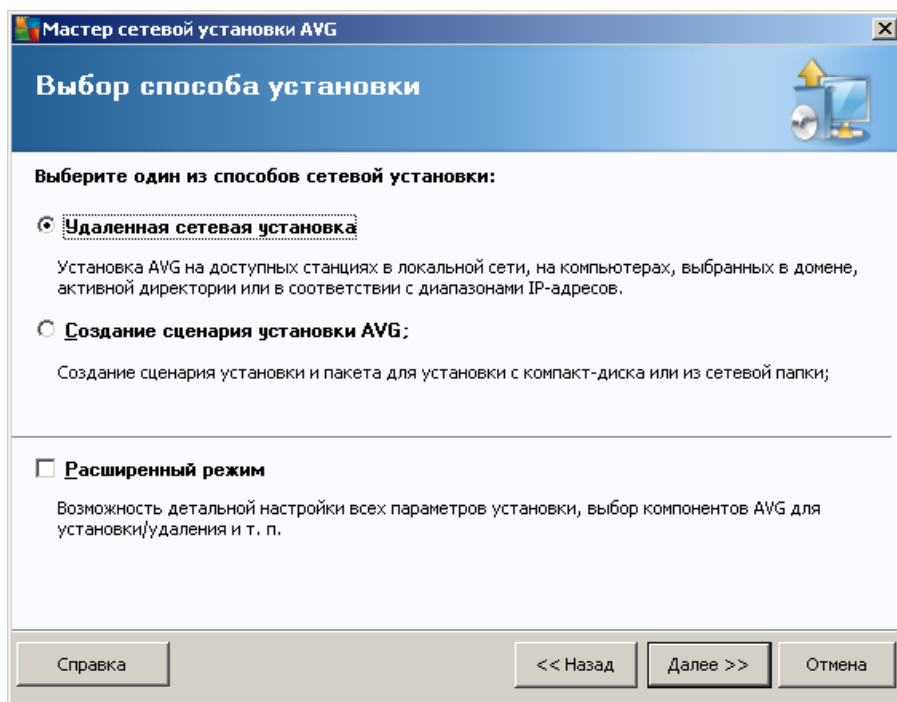 Мастер сетевой установки AVG
Выбор способа установки
Выберите один из способов сетевой установки:
Удаленная сетевая установка
Установка AVG на доступных станциях в локальной сети, на компьютерах, выбранных в домене,
активной директории или в соответствии с диапазонами IP-адресов.
Создание сценария установки AVG;
Создание сценария установки и пакета для установки с компакт-диска или из сетевой папки;
Расширенный режим
Возможность детальной настройки всех параметров установки, выбор компонентов AVG для
установки/удаления и т. п.
Справка
<< Назад
Далее >>
Отмена